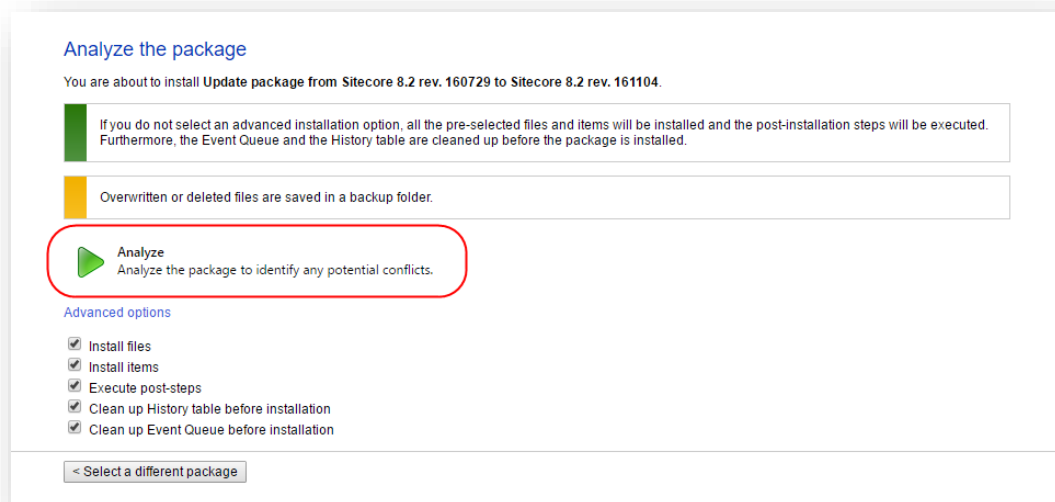 Analyze the package
You are about to install Update package from Sitecore 8.2 rev. 160729 to Sitecore 8.2 rev. 161104.
If you do not select an advanced installation option, all the pre-selected files and items will be installed and the post-installation steps will be executed.
Furthermore, the Event Queue and the History table are cleaned up before the package is installed.
Overwritten or deleted files are saved in a backup folder.
Analyze
Analyze the package to identify any potential conflicts.
Advanced options
Install files
Install items
Execute post-steps
Clean up History table before installation
Clean up Event Queue before installation
< Select a different package